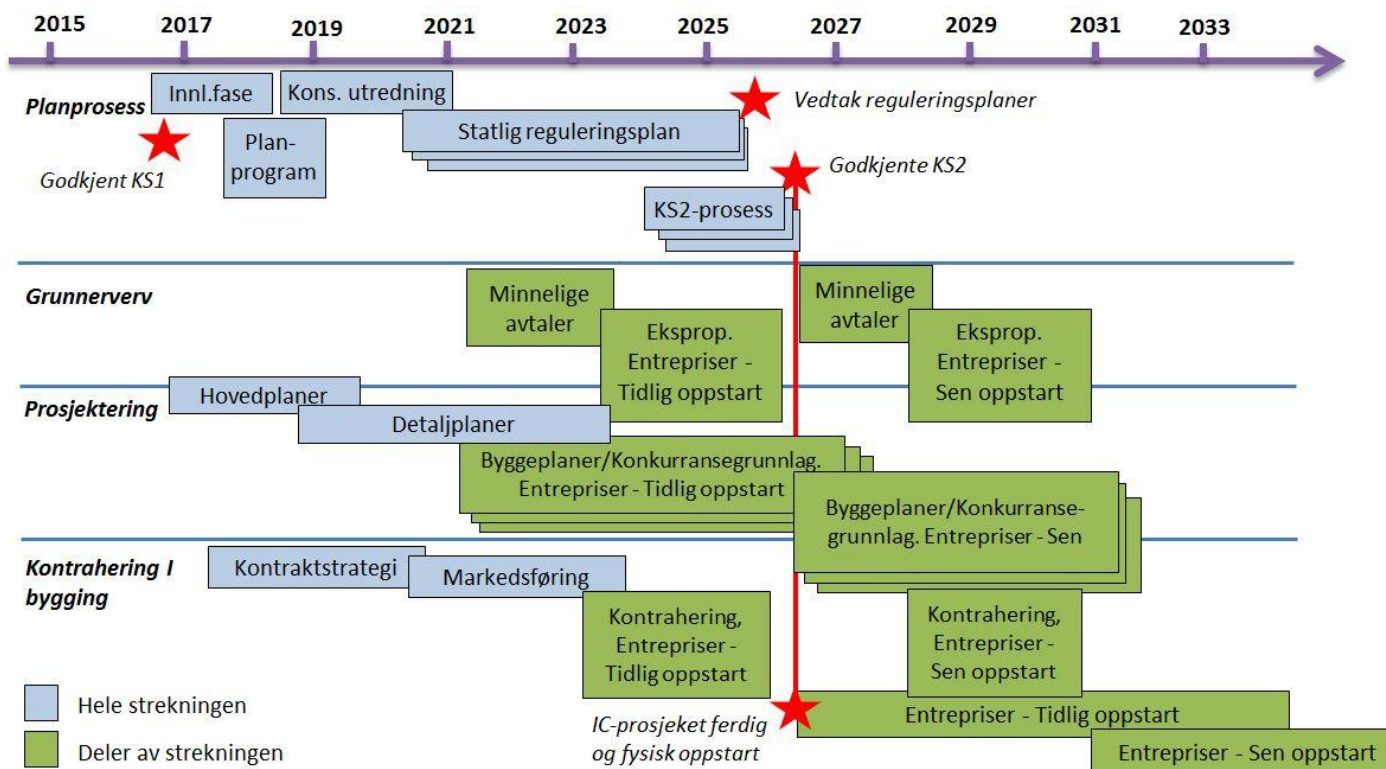 2015 2017 2019 2021 2023 2025 2027 2029 2031 2033
Planprosess
Innl.fase
Kons. utredning
Vedtak reguleringsplaner
Statlig reguleringsplan
Plan-
program
Godkjent KS1
Godkjente KS2
KS2-prosess
Grunnerverv
Minnelige
avtaler
Eksprop.
Entrepriser -
Tidlig oppstart
Minnelige
avtaler
Eksprop.
Entrepriser -
Sen oppstart
Prosjektering
Hovedplaner
Detaljplaner
Byggeplaner/Konkurransegrunnlag.
Entrepriser - Tidlig oppstart
Byggeplaner/Konkurranse-
grunnlag. Entrepriser - Sen
Kontrahering I
bygging
Kontraktstrategi
Markedsføring
Kontrahering,
Entrepriser -
Tidlig oppstart
Kontrahering,
Entrepriser -
Sen oppstart
IC-prosjeket ferdig
og fysisk oppstart
Entrepriser - Tidlig oppstart
Entrepriser - Sen oppstart
Hele strekningen
Deler av strekningen